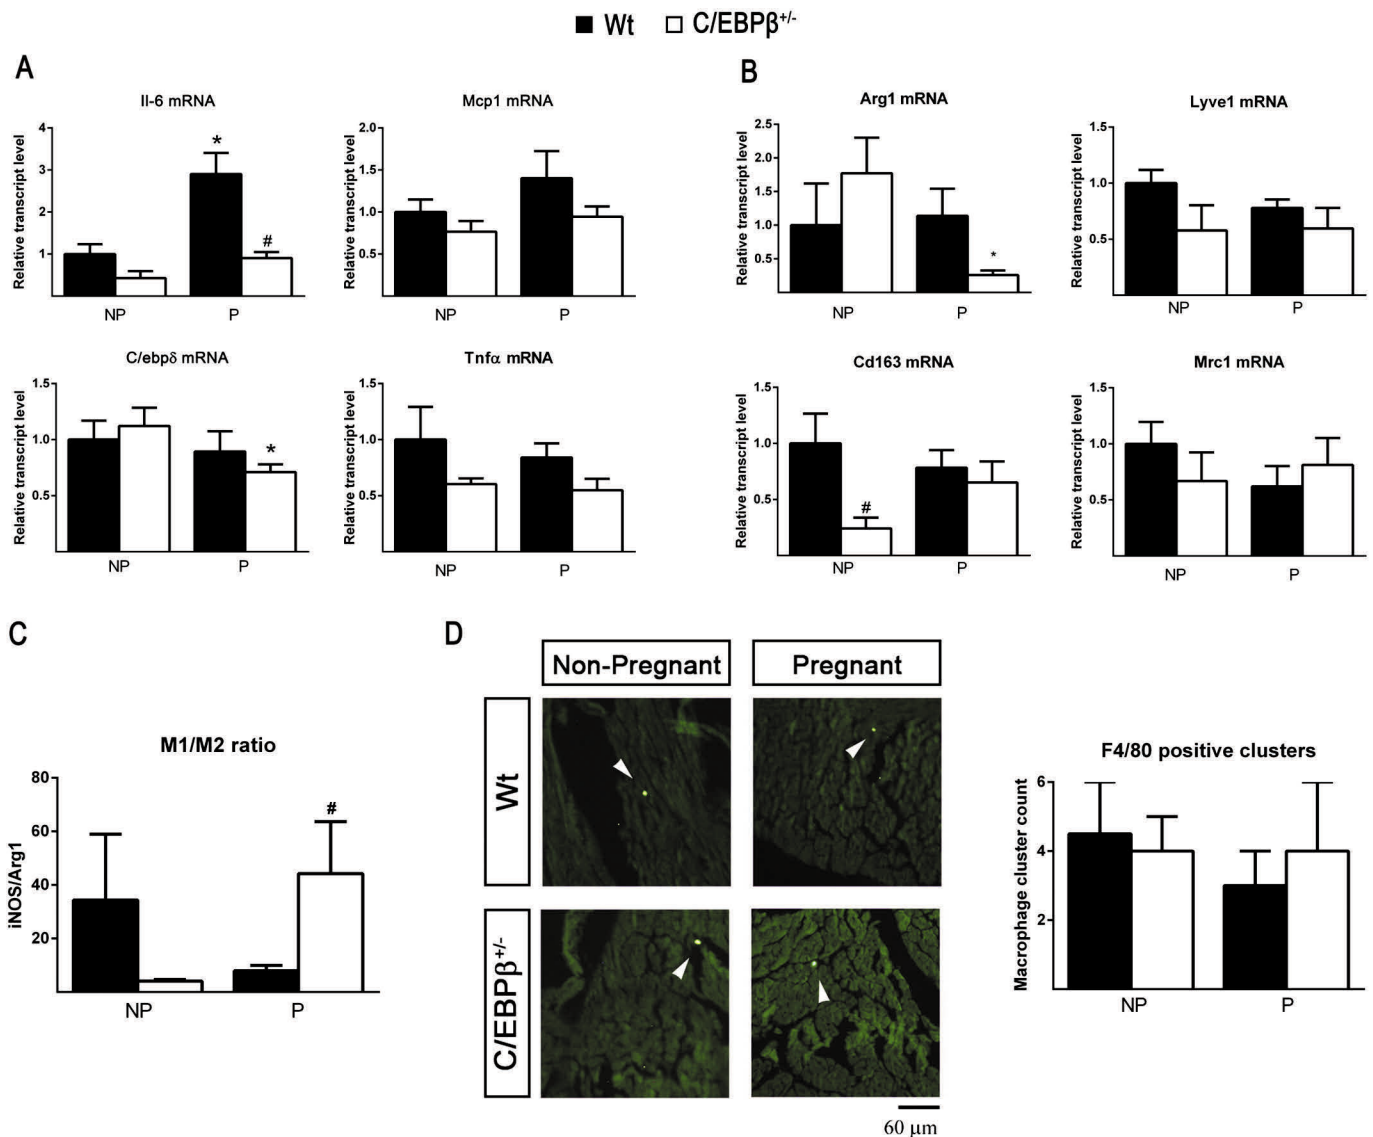 Wt C/EBPβ+/-
A
Il-6 mRNA
Relative transcript level
4
3
2
1
*
#
NP P
Mcp1 mRNA
Relative transcript level
2.0
1.5
1.0
0.5
NP P
C/ebpδ mRNA
Relative transcript level
1.5
1.0
0.5
*
NP P
Tnfα mRNA
Relative transcript level
1.5
1.0
0.5
NP P
B
Arg1 mRNA
Relative transcript level
2.5
2.0
1.5
1.0
0.5
*
NP P
Lyve1 mRNA
Relative transcript level
1.5
1.0
0.5
NP P
Cd163 mRNA
Relative transcript level
1.5
1.0
0.5
#
NP P
Mrc1 mRNA
Relative transcript level
1.5
1.0
0.5
NP P
C
M1/M2 ratio
iNOS/Arg1
80
60
40
20
#
NP P
D
Non-Pregnant Pregnant
Wt
C/EBPβ+/-
60 µm
F4/80 positive clusters
Macrophage cluster count
6
4
2
NP P